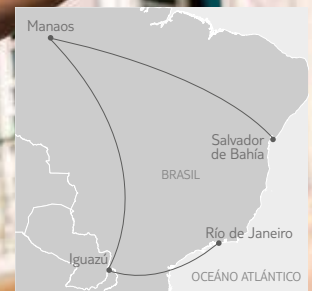 Manaos
Salvador
de Bahía
BRASIL
Río de Janeiro
Iguazú
OCEÁNO ATLÁNTICO